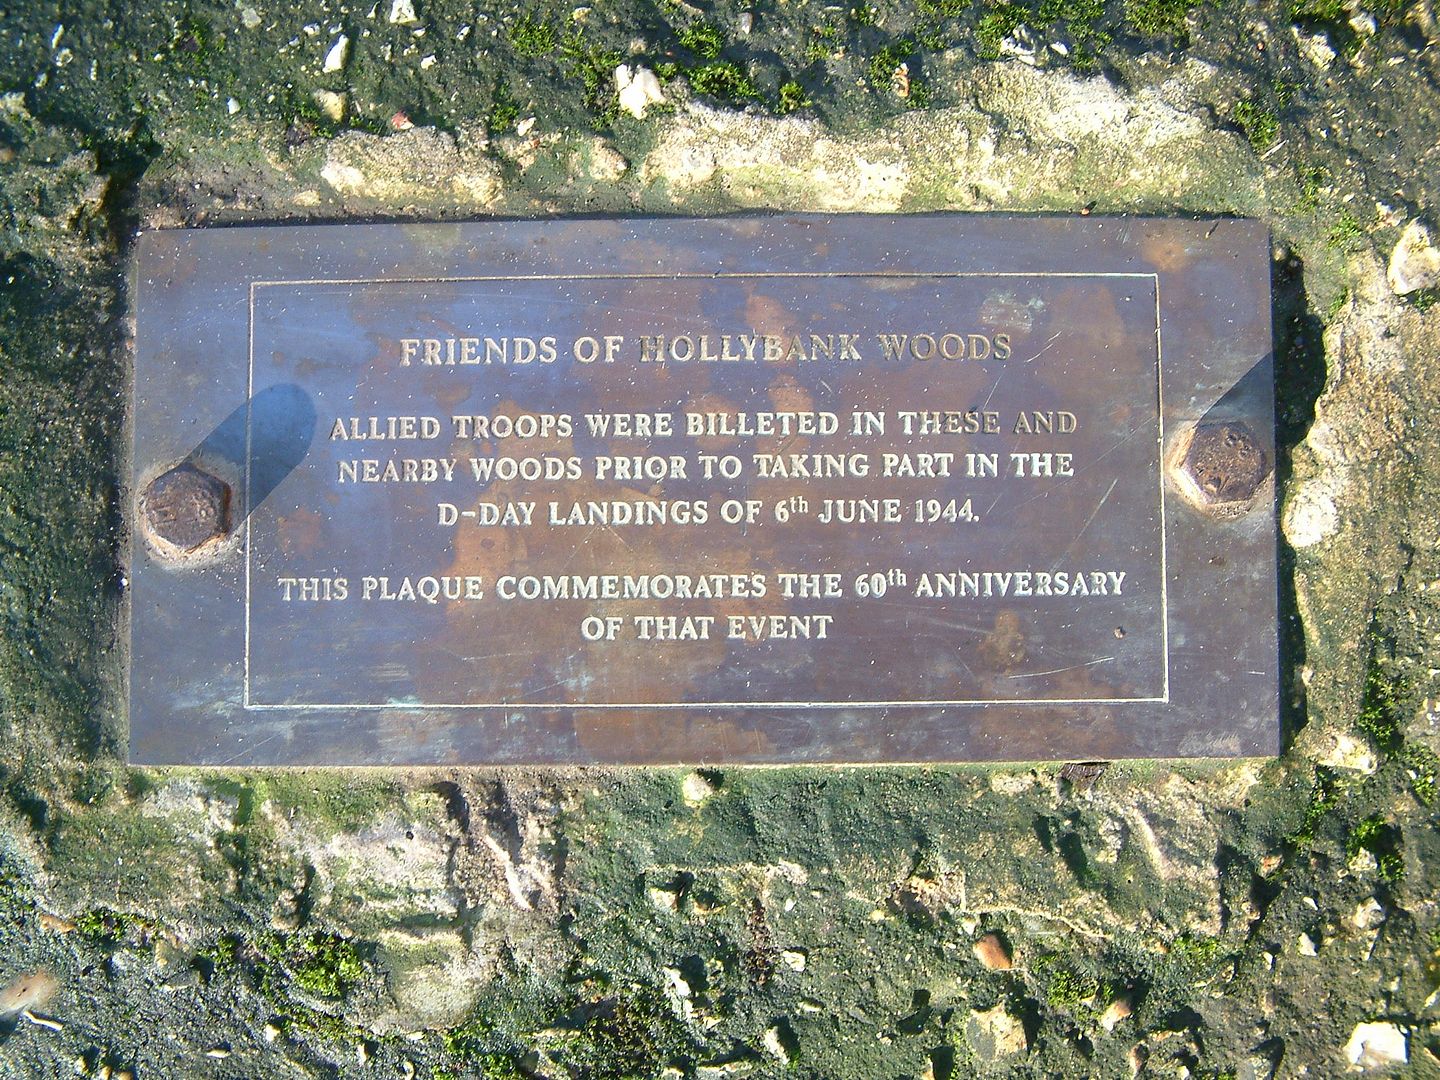 FRIENDS OF HOLLYBANK WOODS
ALLIED TROOPS WERE BILLETED IN THESE AND
NEARBY WOODS PRIOR TO TAKING PART IN THE
D-DAY LANDINGS OF 6th JUNE 1944.
THIS PLAQUE COMMEMORATES THE 60th ANNIVERSARY
OF THAT EVENT